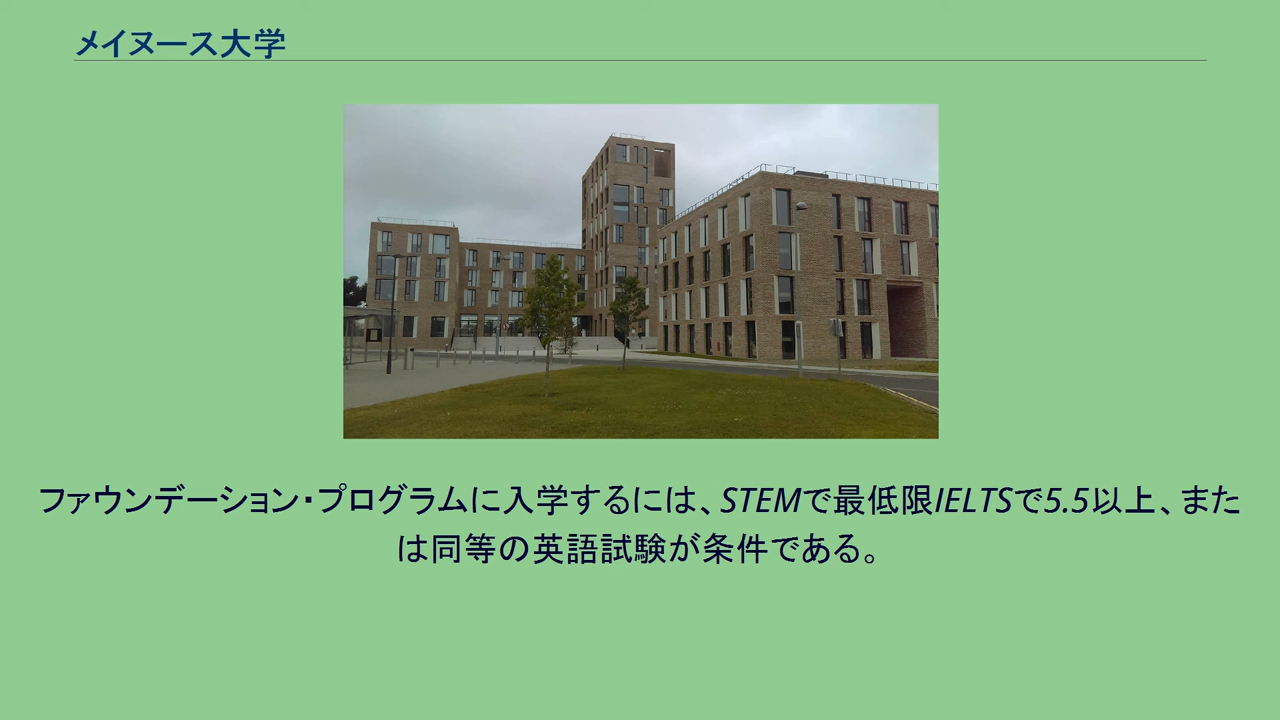 メイヌース大学
ファウンデーション・プログラムに入学するには、STEMで最低限IELTSで5.5以上、また
は同等の英語試験が条件である。